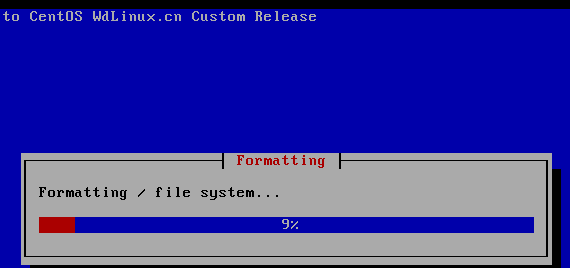 to CentOS WdLinux.cn Custom Release
Formatting
Formatting / file system...
9%